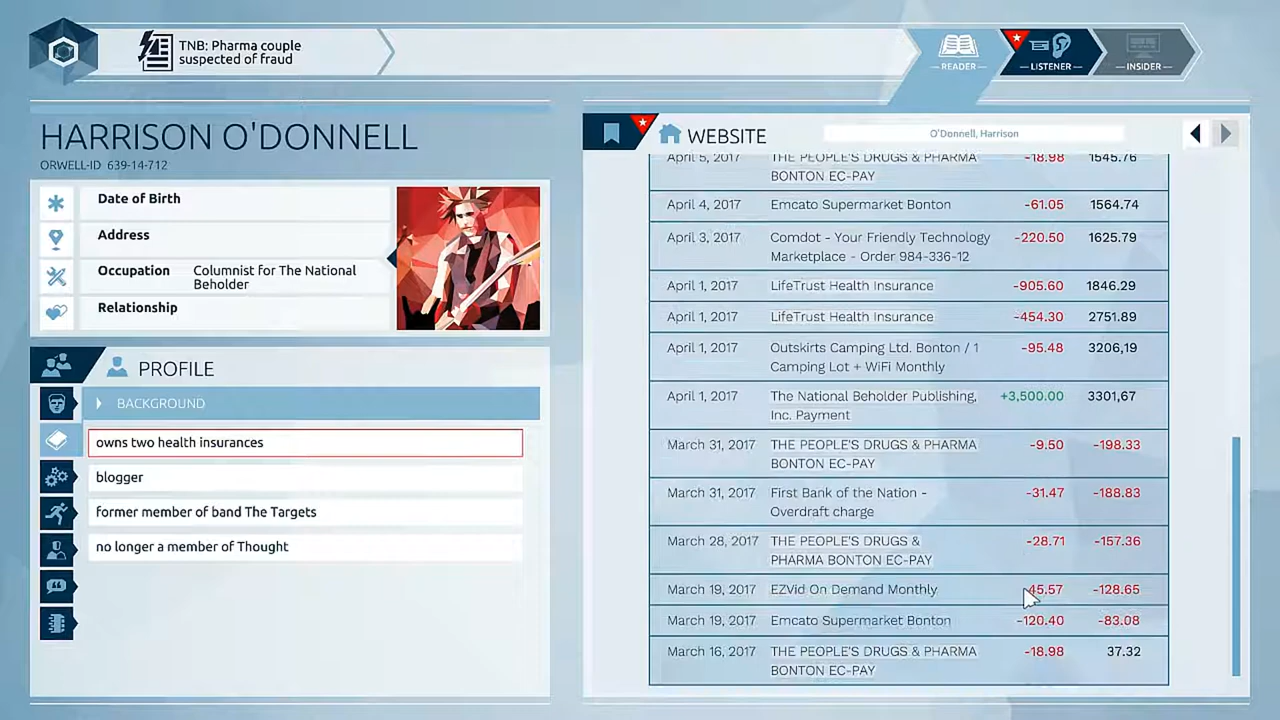 TNB: Pharma couple
suspected of fraud
READER
LISTENER
INSIDER
HARRISON O'DONNELL
ORWELL-ID 639-14-712
Date of Birth
Address
Occupation Columnist for The National
Beholder
Relationship
PROFILE
BACKGROUND
owns two health insurances
blogger
former member of band The Targets
no longer a member of Thought
WEBSITE
O'Donnell, Harrison
April 5, 2017 THE PEOPLE'S DRUGS & PHARMA -18.98 1545.76
BONTON EC-PAY
April 4, 2017 Emcato Supermarket Bonton -61.05 1564.74
April 3, 2017 Comdot - Your Friendly Technology -220.50 1625.79
Marketplace - Order 984-336-12
April 1, 2017 LifeTrust Health Insurance -905.60 1846.29
April 1, 2017 LifeTrust Health Insurance -454.30 2751.89
April 1, 2017 Outskirts Camping Ltd. Bonton / 1 -95.48 3206,19
Camping Lot + WiFi Monthly
April 1, 2017 The National Beholder Publishing, +3,500.00 3301,67
Inc. Payment
March 31, 2017 THE PEOPLE'S DRUGS & PHARMA -9.50 -198.33
BONTON EC-PAY
March 31, 2017 First Bank of the Nation - -31.47 -188.83
Overdraft charge
March 28, 2017 THE PEOPLE'S DRUGS & -28.71 -157.36
PHARMA BONTON EC-PAY
March 19, 2017 EZVid On Demand Monthly 45.57 -128.65
March 19, 2017 Emcato Supermarket Bonton -120.40 -83.08
March 16, 2017 THE PEOPLE'S DRUGS & PHARMA -18.98 37.32
BONTON EC-PAY